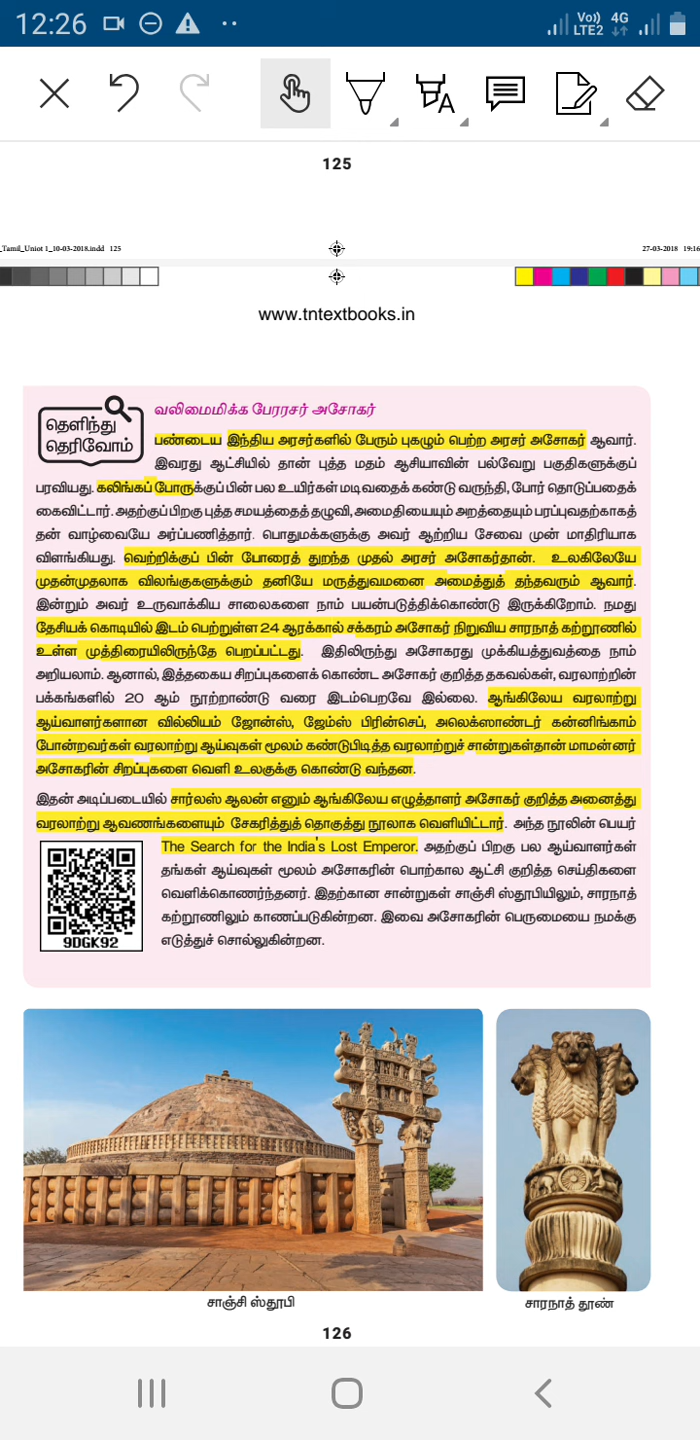 12:26
Vo)) 4G
LTE2
A
125
_Tamil_Uniot 1_10-03-2018.indd 125
27-03-2018 19:16
www.tntextbooks.in
தெளிந்து
தெரிவோம்
வலிமைமிக்க பேரரசர் அசோகர்
பண்டைய இந்திய அரசர்களில் பேரும் புகழும் பெற்ற அரசர் அசோகர் ஆவார்.
இவரது ஆட்சியில் தான் புத்த மதம் ஆசியாவின் பல்வேறு பகுதிகளுக்குப்
பரவியது. கலிங்கப் போருக்குப் பின் பல உயிர்கள் மடிவதைக் கண்டு வருந்தி, போர் தொடுப்பதைக்
கைவிட்டார். அதற்குப் பிறகு புத்த சமயத்தைத் தழுவி, அமைதியையும் அறத்தையும் பரப்புவதற்காகத்
தன் வாழ்வையே அர்ப்பணித்தார். பொதுமக்களுக்கு அவர் ஆற்றிய சேவை முன் மாதிரியாக
விளங்கியது. வெற்றிக்குப் பின் போரைத் துறந்த முதல் அரசர் அசோகர்தான். உலகிலேயே
முதன்முதலாக விலங்குகளுக்கும் தனியே மருத்துவமனை அமைத்துத் தந்தவரும் ஆவார்.
இன்றும் அவர் உருவாக்கிய சாலைகளை நாம் பயன்படுத்திக்கொண்டு இருக்கிறோம். நமது
தேசியக் கொடியில் இடம் பெற்றுள்ள 24 ஆரக்கால் சக்கரம் அசோகர் நிறுவிய சாரநாத் கற்றூணில்
உள்ள முத்திரையிலிருந்தே பெறப்பட்டது. இதிலிருந்து அசோகரது முக்கியத்துவத்தை நாம்
அறியலாம். ஆனால், இத்தகைய சிறப்புகளைக் கொண்ட அசோகர் குறித்த தகவல்கள், வரலாற்றின்
பக்கங்களில் 20 ஆம் நூற்றாண்டு வரை இடம்பெறவே இல்லை. ஆங்கிலேய வரலாற்று
ஆய்வாளர்களான வில்லியம் ஜோன்ஸ், ஜேம்ஸ் பிரின்செப், அலெக்ஸாண்டர் கன்னிங்காம்
போன்றவர்கள் வரலாற்று ஆய்வுகள் மூலம் கண்டுபிடித்த வரலாற்றுச் சான்றுகள்தான் மாமன்னர்
அசோகரின் சிறப்புகளை வெளி உலகுக்கு கொண்டு வந்தன.
இதன் அடிப்படையில் சார்லஸ் ஆலன் எனும் ஆங்கிலேய எழுத்தாளர் அசோகர் குறித்த அனைத்து
வரலாற்று ஆவணங்களையும் சேகரித்துத் தொகுத்து நூலாக வெளியிட்டார். அந்த நூலின் பெயர்
The Search for the India's Lost Emperor. அதற்குப் பிறகு பல ஆய்வாளர்கள்
தங்கள் ஆய்வுகள் மூலம் அசோகரின் பொற்கால ஆட்சி குறித்த செய்திகளை
வெளிக்கொணர்ந்தனர். இதற்கான சான்றுகள் சாஞ்சி ஸ்தூபியிலும், சாரநாத்
கற்றூணிலும் காணப்படுகின்றன. இவை அசோகரின் பெருமையை நமக்கு
எடுத்துச் சொல்லுகின்றன.
9DGK92
சாஞ்சி ஸ்தூபி
சாரநாத் தூண்
126